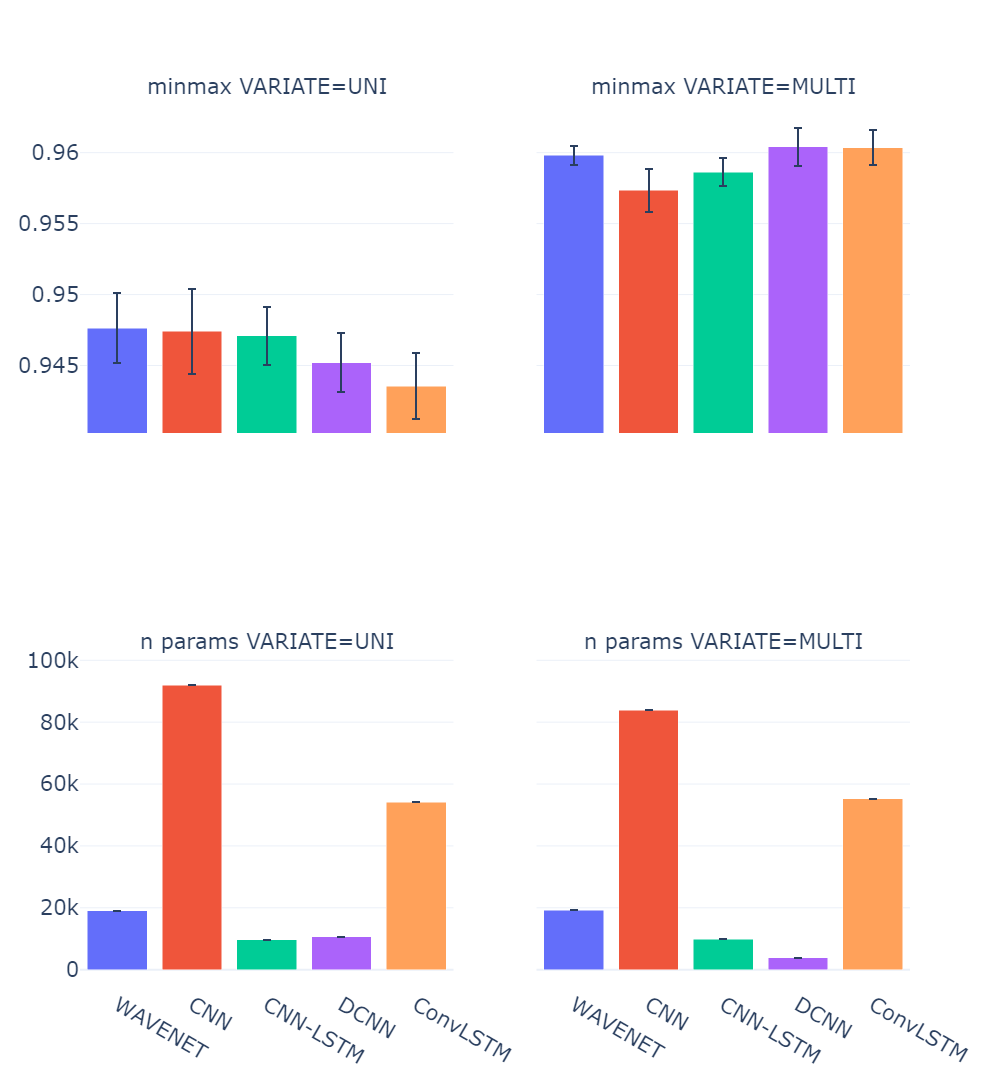 minmax VARIATE=UNI
minmax VARIATE=MULTI
0.96
0.955
0.95
0.945
n params VARIATE=UNI
n params VARIATE=MULTI
100k
80k
60k
40k
20k
0
WAVENET
CNN
CNN-LSTM
DCNN
ConvLSTM
WAVENET
CNN
CNN-LSTM
DCNN
ConvLSTM